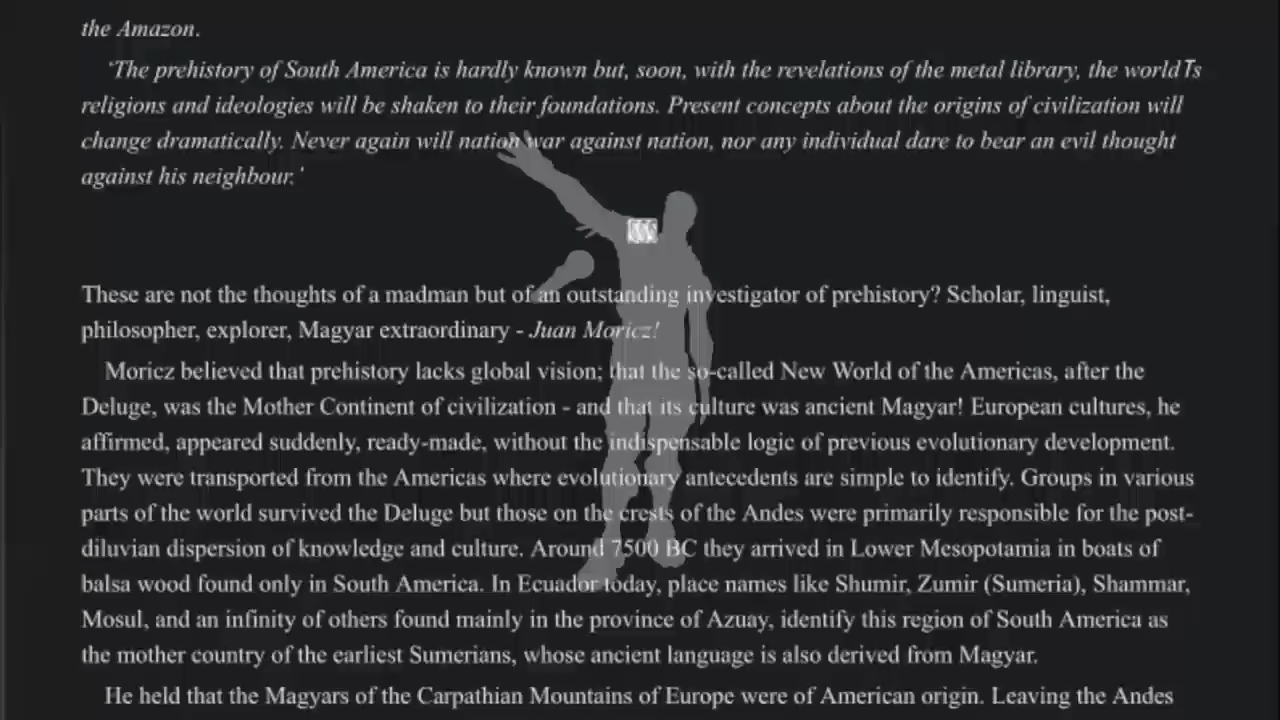 the Amazon.
'The prehistory of South America is hardly known but, soon, with the revelations of the metal library, the worldTs
religions and ideologies will be shaken to their foundations. Present concepts about the origins of civilization will
change dramatically. Never again will nation war against nation, nor any individual dare to bear an evil thought
against his neighbour.'
These are not the thoughts of a madman but of an outstanding investigator of prehistory? Scholar, linguist,
philosopher, explorer, Magyar extraordinary - Juan Moricz!
Moricz believed that prehistory lacks global vision; that the so-called New World of the Americas, after the
Deluge, was the Mother Continent of civilization - and that its culture was ancient Magyar! European cultures, he
affirmed, appeared suddenly, ready-made, without the indispensable logic of previous evolutionary development.
They were transported from the Americas where evolutionary antecedents are simple to identify. Groups in various
parts of the world survived the Deluge but those on the crests of the Andes were primarily responsible for the post-
diluvian dispersion of knowledge and culture. Around 7500 BC they arrived in Lower Mesopotamia in boats of
balsa wood found only in South America. In Ecuador today, place names like Shumir, Zumir (Sumeria), Shammar,
Mosul, and an infinity of others found mainly in the province of Azuay, identify this region of South America as
the mother country of the earliest Sumerians, whose ancient language is also derived from Magyar.
He held that the Magyars of the Carpathian Mountains of Europe were of American origin. Leaving the Andes